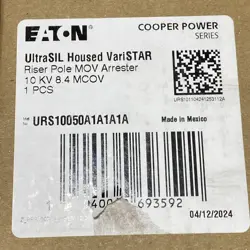 EATON
COOPER POWER
SERIES
UltraSIL Housed VariSTAR
Riser Pole MOV Arrester
10 KV 8.4 MCOV
1 PCS
URS10050A1A1A1A
Made in Mexico
693592
04/12/2024